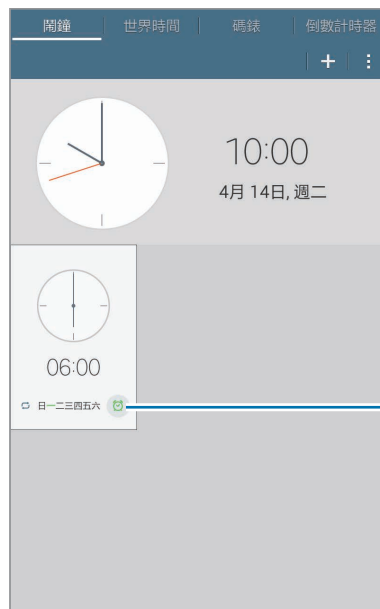 鬧鐘 世界時間 碼錶 倒數計時器
10:00
4月 14日, 週二
06:00
日一二三四五六